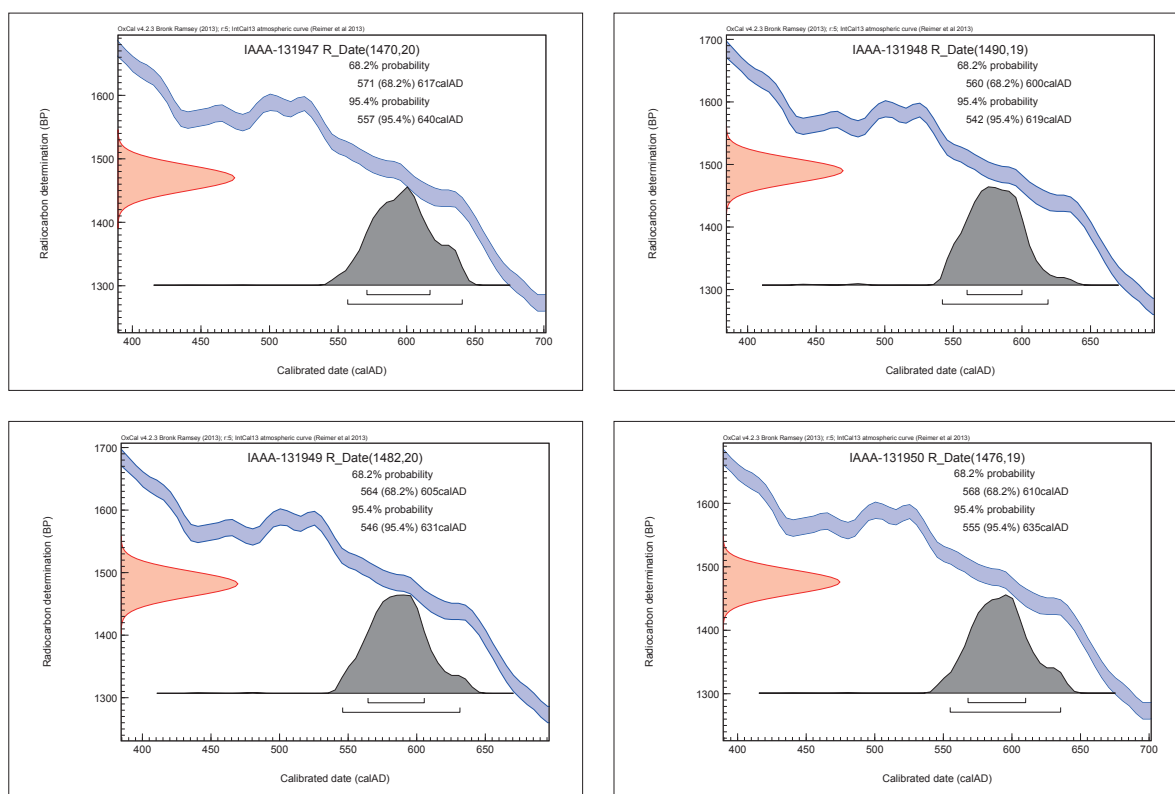 OxCal v4.2.3 Bronk Ramsey (2013); r:5; IntCal13 atmospheric curve (Reimer et al 2013)
IAAA-131947 R_Date(1470,20)
68.2% probability
571 (68.2%) 617calAD
95.4% probability
557 (95.4%) 640calAD
Radiocarbon determination (BP)
1600
1500
1400
1300
400 450 500 550 600 650 700
Calibrated date (calAD)
OxCal v4.2.3 Bronk Ramsey (2013); r:5; IntCal13 atmospheric curve (Reimer et al 2013)
IAAA-131948 R_Date(1490,19)
68.2% probability
560 (68.2%) 600calAD
95.4% probability
542 (95.4%) 619calAD
Radiocarbon determination (BP)
1700
1600
1500
1400
1300
400 450 500 550 600 650
Calibrated date (calAD)
OxCal v4.2.3 Bronk Ramsey (2013); r:5; IntCal13 atmospheric curve (Reimer et al 2013)
IAAA-131949 R_Date(1482,20)
68.2% probability
564 (68.2%) 605calAD
95.4% probability
546 (95.4%) 631calAD
Radiocarbon determination (BP)
1700
1600
1500
1400
1300
400 450 500 550 600 650
Calibrated date (calAD)
OxCal v4.2.3 Bronk Ramsey (2013); r:5; IntCal13 atmospheric curve (Reimer et al 2013)
IAAA-131950 R_Date(1476,19)
68.2% probability
568 (68.2%) 610calAD
95.4% probability
555 (95.4%) 635calAD
Radiocarbon determination (BP)
1600
1500
1400
1300
400 450 500 550 600 650 700
Calibrated date (calAD)